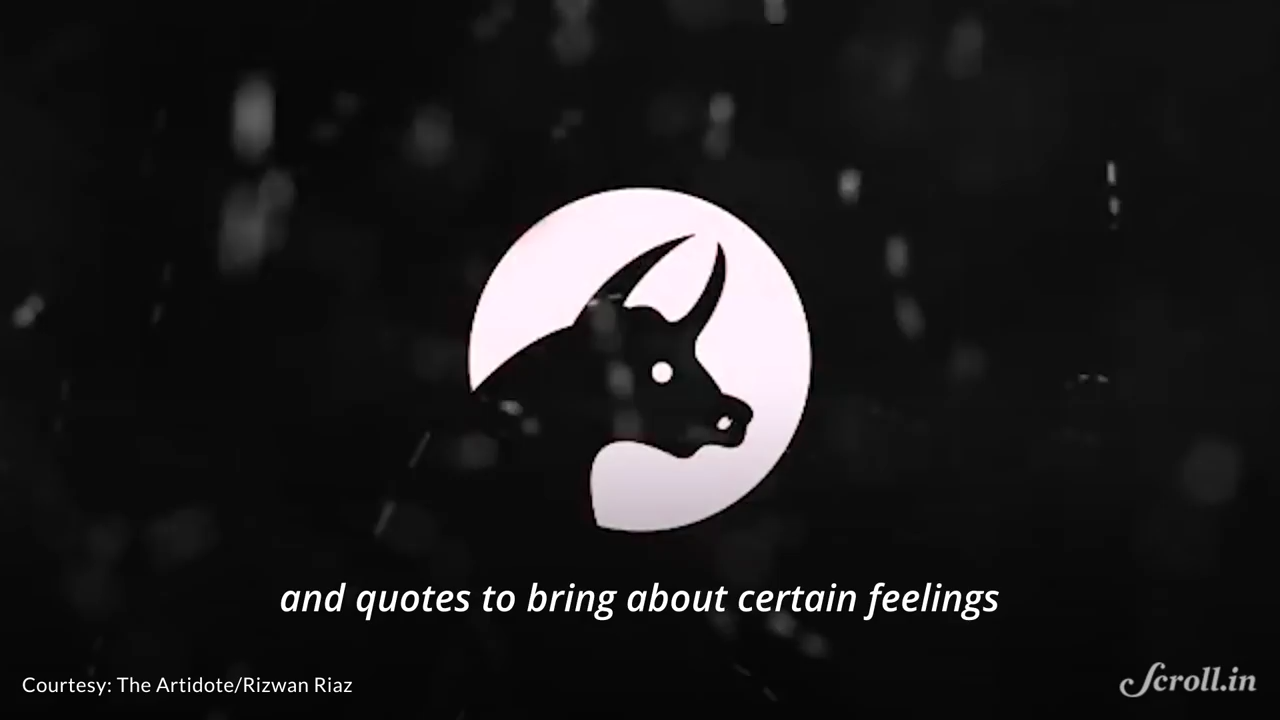 and quotes to bring about certain feelings
Courtesy: The Artidote/Rizwan Riaz
Scroll.in